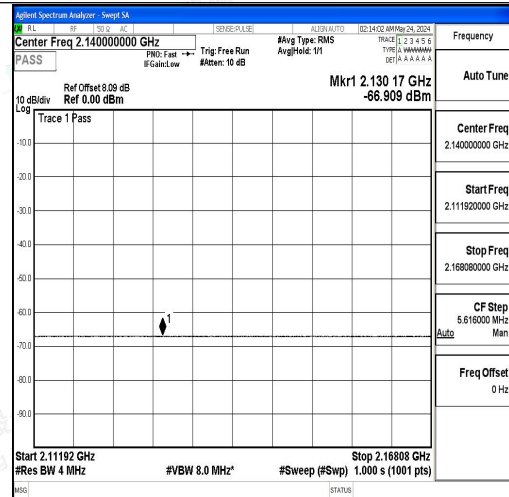 Agilent Spectrum Analyzer - Swept SA
RL RF 50 Ω AC SENSE:PULSE ALIGN AUTO 02:14:02 AM May 24, 2024
Center Freq 2.140000000 GHz
PASS
PNO: Fast
IFGain:Low
Trig: Free Run
#Atten: 10 dB
#Avg Type: RMS
Avg|Hold: 1/1
TRACE 1 2 3 4 5 6
TYPE A WWWWW
DET A A A A A A
Mkr1 2.130 17 GHz
-66.909 dBm
Ref Offset 8.09 dB
10 dB/div Ref 0.00 dBm
Log
Trace 1 Pass
-10.0
-20.0
-30.0
-40.0
-50.0
-60.0
1
-70.0
-80.0
-90.0
Start 2.11192 GHz Stop 2.16808 GHz
#Res BW 4 MHz #VBW 8.0 MHz* #Sweep (#Swp) 1.000 s (1001 pts)
MSG STATUS
Frequency
Auto Tune
Center Freq
2.140000000 GHz
Start Freq
2.111920000 GHz
Stop Freq
2.168080000 GHz
CF Step
5.616000 MHz
Auto Man
Freq Offset
0 Hz